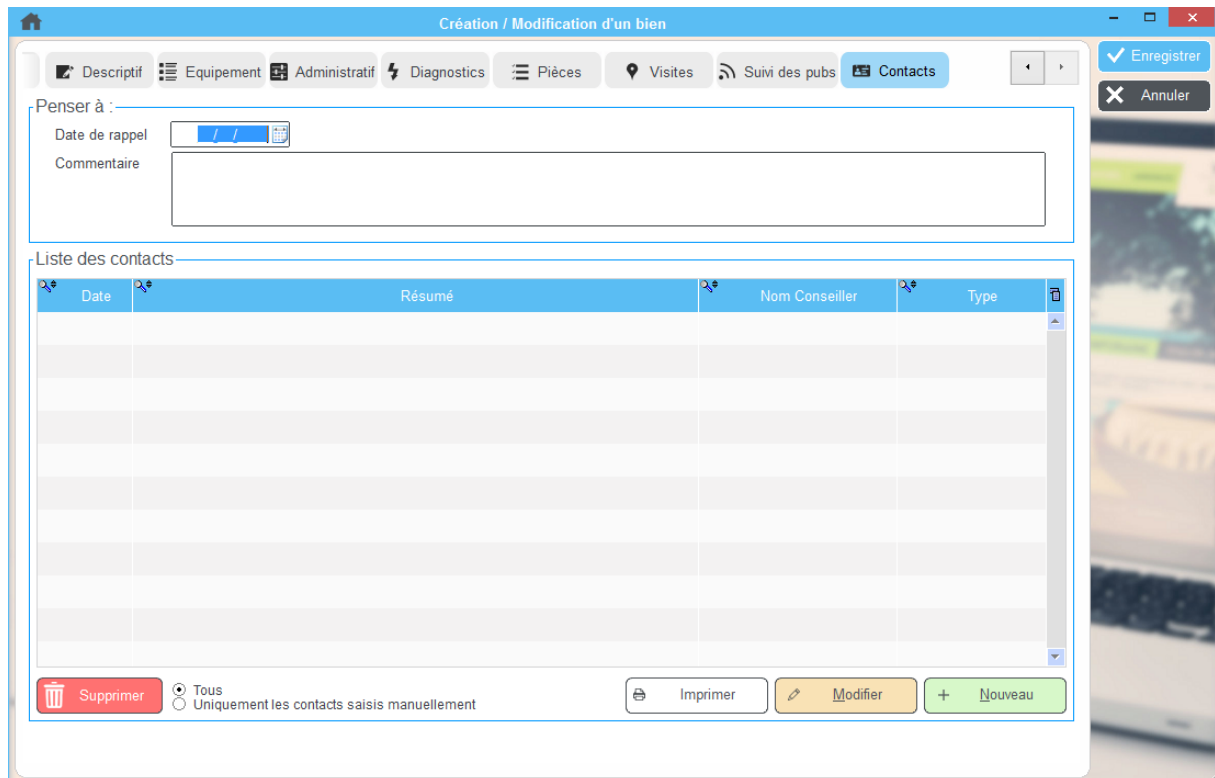 Création / Modification d'un bien
Descriptif Equipement Administratif Diagnostics Pièces Visites Suivi des pubs Contacts
Enregistrer
Annuler
Penser à :
Date de rappel / /
Commentaire
Liste des contacts
Date Résumé Nom Conseiller Type
Supprimer
Tous
Uniquement les contacts saisis manuellement
Imprimer Modifier + Nouveau